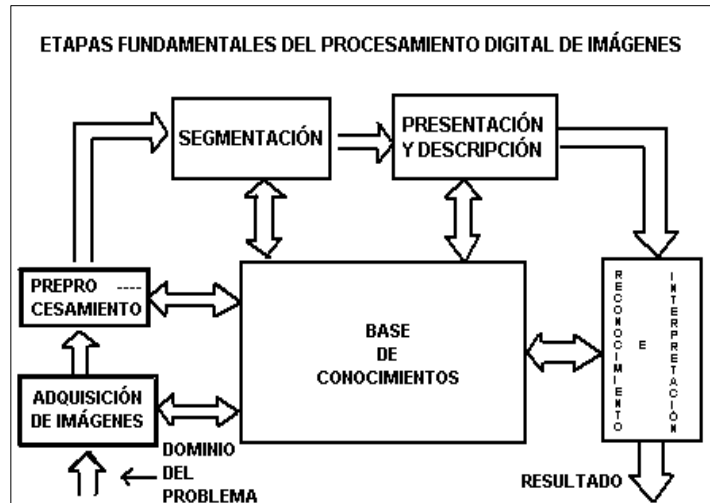 ETAPAS FUNDAMENTALES DEL PROCESAMIENTO DIGITAL DE IMÁGENES
SEGMENTACIÓN
PRESENTACIÓN
Y DESCRIPCIÓN
PREPRO ----
CESAMIENTO
BASE
DE
CONOCIMIENTOS
RECONOCIMIENTO
E
INTERPRETACIÓN
ADQUISICIÓN
DE IMÁGENES
DOMINIO
DEL
PROBLEMA
RESULTADO